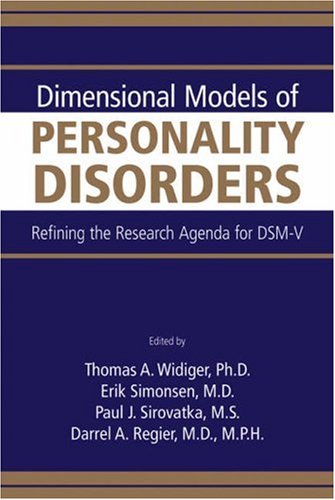 Dimensional Models of
PERSONALITY
DISORDERS
Refining the Research Agenda for DSM-V
Edited by
Thomas A. Widiger, Ph.D.
Erik Simonsen, M.D.
Paul J. Sirovatka, M.S.
Darrel A. Regier, M.D., M.P.H.